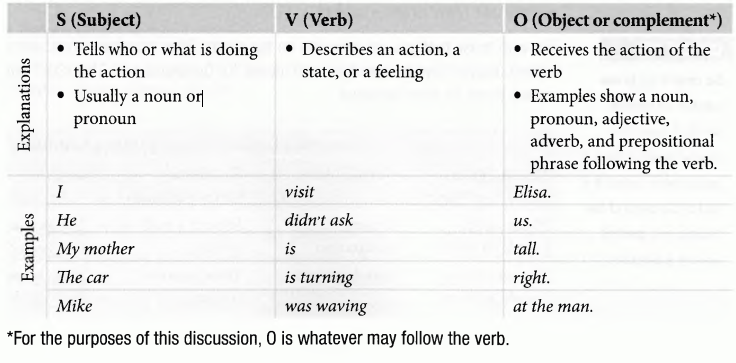 S (Subject) V (Verb) O (Object or complement*)
Explanations
• Tells who or what is doing
the action
• Usually a noun or
pronoun
• Describes an action, a
state, or a feeling
• Receives the action of the
verb
• Examples show a noun,
pronoun, adjective,
adverb, and prepositional
phrase following the verb.
Examples
I visit Elisa.
He didn't ask us.
My mother is tall.
The car is turning right.
Mike was waving at the man.
*For the purposes of this discussion, O is whatever may follow the verb.